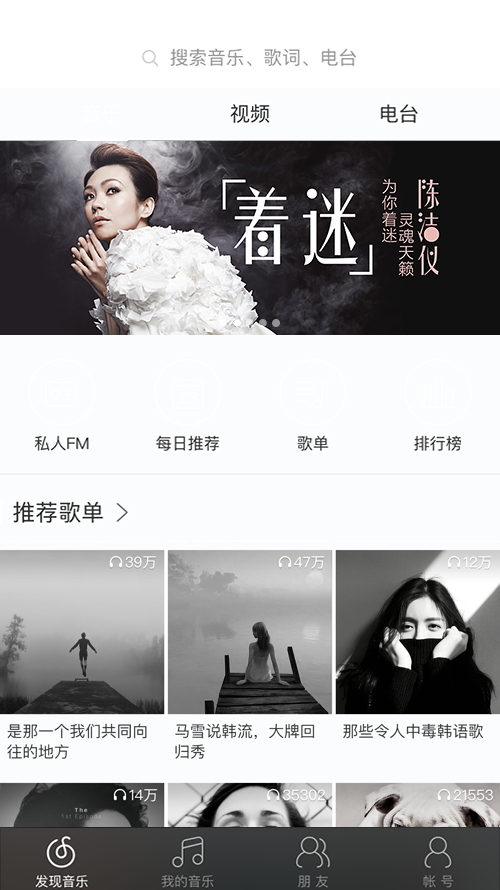 搜索音乐、歌词、电台
视频
电台
「着迷」
为你着迷
灵魂天籁
陈洁仪
私人FM
每日推荐
歌单
排行榜
推荐歌单
39万
47万
12万
是那一个我们共同向
往的地方
马雪说韩流，大牌回
归秀
那些令人中毒韩语歌
14万
35302
21553
The
1st Episode
发现音乐
我的音乐
朋友
帐号